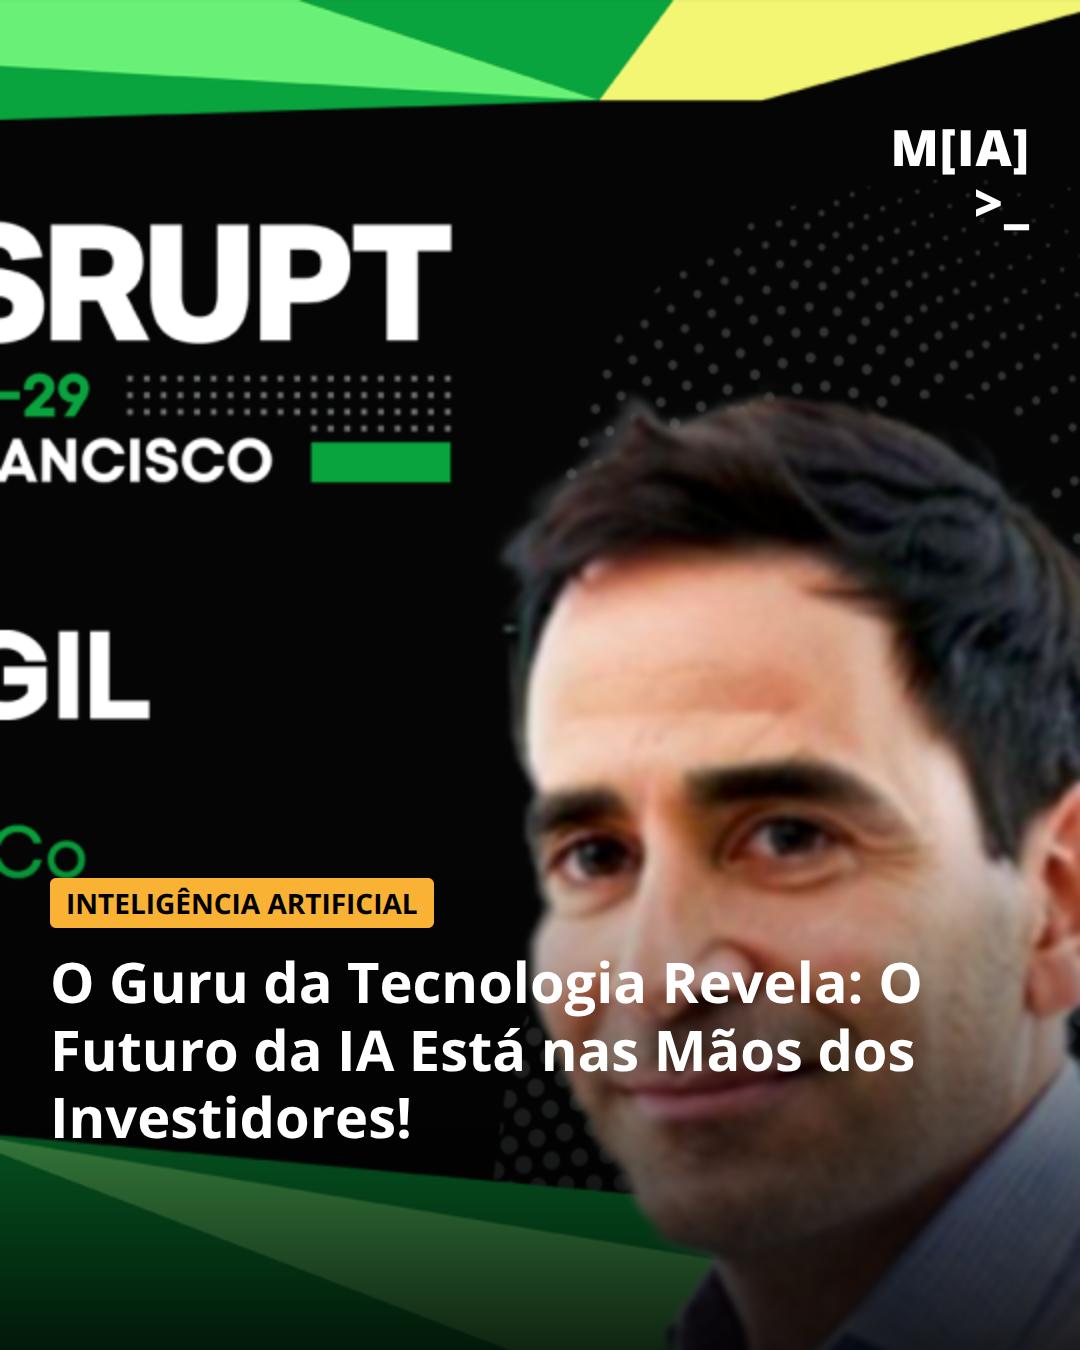 M[IA]
>_
SRUPT
-29
ANCISCO
GIL
Co
INTELIGÊNCIA ARTIFICIAL
O Guru da Tecnologia Revela: O
Futuro da IA Está nas Mãos dos
Investidores!